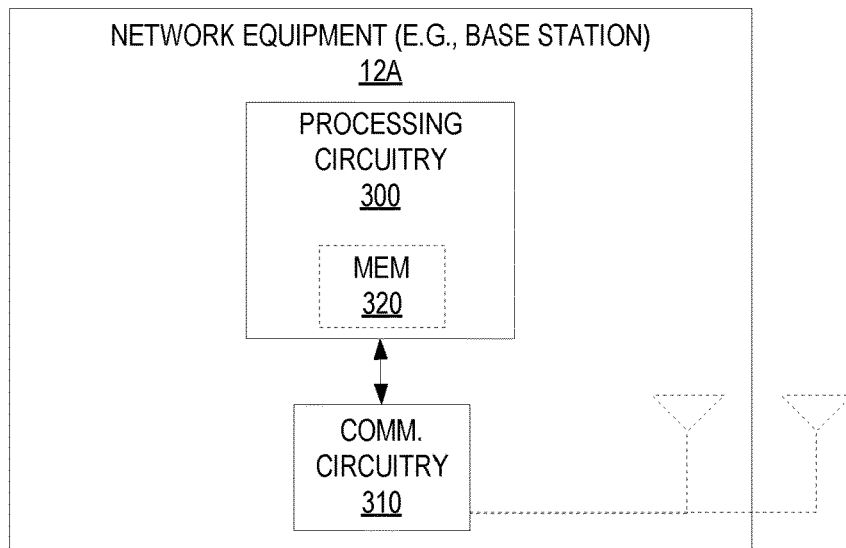 NETWORK EQUIPMENT (E.G., BASE STATION)
12A
PROCESSING
CIRCUITRY
300
MEM
320
COMM.
CIRCUITRY
310